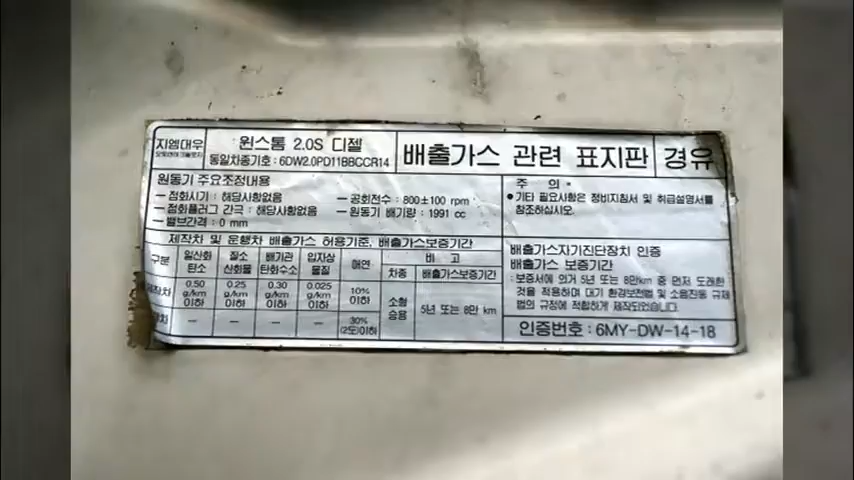 지엠대우
윈스톰 2.0S 디젤
동일차종기호 : 6DW2.0PD11BBCCR14
배출가스 관련 표지판
경유
원동기 주요조정내용
– 점화시기 : 해당사항없음
– 공회전수 : 800±100 rpm
– 점화플러그 간극 : 해당사항없음
– 원동기 배기량 : 1991 cc
– 밸브간격 : 0 mm
주 의
● 기타 필요사항은 정비지침서 및 취급설명서를
참조하십시오.
제작차 및 운행차 배출가스 허용기준, 배출가스보증기간
구분 일산화탄소 질소산화물 배기관탄화수소 입자상물질 매연 비 고
차종 배출가스보증기간
제작차 0.50 g/km 이하 0.25 g/km 이하 0.30 g/km 이하 0.025 g/km 이하 10% 이하 소형승용 5년 또는 8만 km
차 – – – – 30% (2도)이하
배출가스자기진단장치 인증
배출가스 보증기간
: 보증서에 의거 5년 또는 8만km 중 먼저 도래한
것을 적용하며 대기 환경보전법 및 소음진동 규제
법의 규정에 적합하게 제작되었습니다.
인증번호 : 6MY-DW-14-18